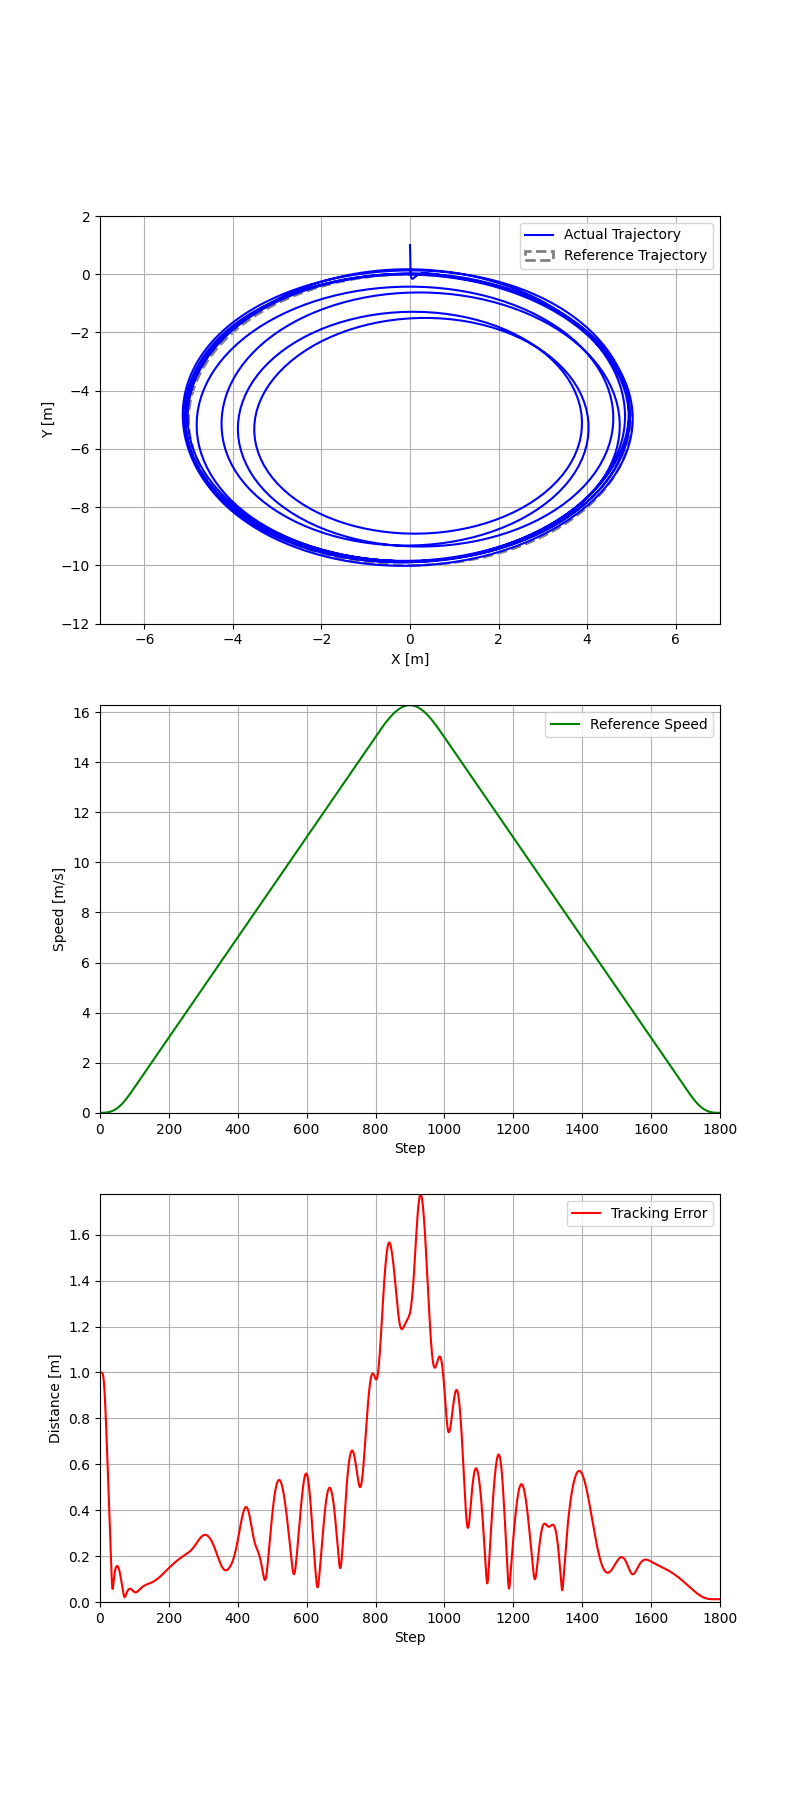 2
0
−2
−4
−6
−8
−10
−12
Y [m]
Actual Trajectory
Reference Trajectory
−6 −4 −2 0 2 4 6
X [m]
16
14
12
10
8
6
4
2
0
Speed [m/s]
Reference Speed
0 200 400 600 800 1000 1200 1400 1600 1800
Step
1.6
1.4
1.2
1.0
0.8
0.6
0.4
0.2
0.0
Distance [m]
Tracking Error
0 200 400 600 800 1000 1200 1400 1600 1800
Step